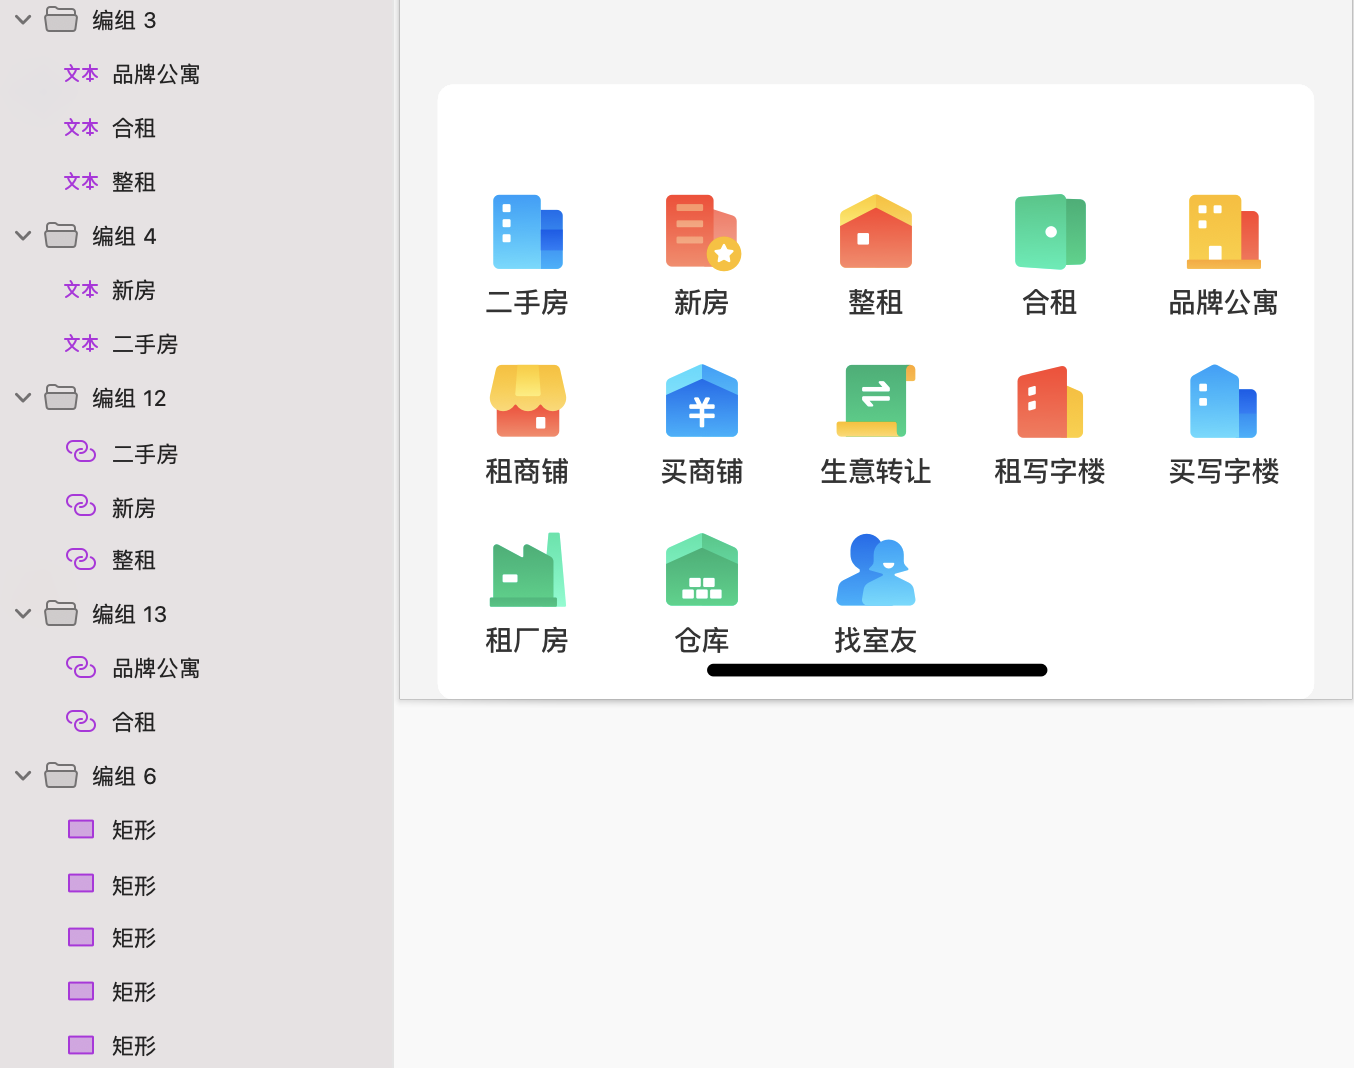 编组 3
文本 品牌公寓
文本 合租
文本 整租
编组 4
文本 新房
文本 二手房
编组 12
二手房
新房
整租
编组 13
品牌公寓
合租
编组 6
矩形
矩形
矩形
矩形
矩形
二手房 新房 整租 合租 品牌公寓
¥
租商铺 买商铺 生意转让 租写字楼 买写字楼
租厂房 仓库 找室友